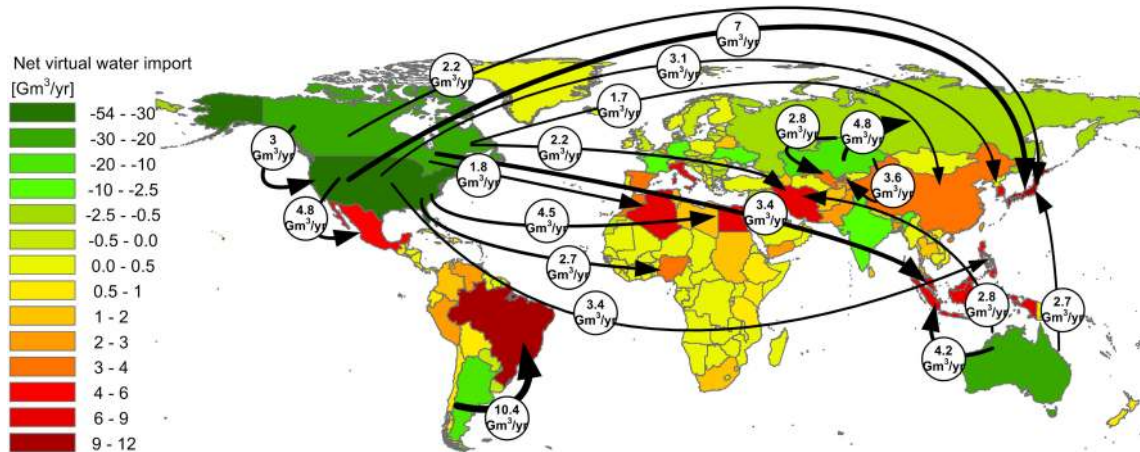 Net virtual water import
[Gm³/yr]
-54 --30
-30 --20
-20 --10
-10 --2.5
-2.5 --0.5
-0.5 - 0.0
0.0 - 0.5
0.5 - 1
1 - 2
2 - 3
3 - 4
4 - 6
6 - 9
9 - 12
2.2
Gm³/yr
7
Gm³/yr
3.1
Gm³/yr
1.7
Gm³/yr
2.8
Gm³/yr
4.8
Gm³/yr
3
Gm³/yr
2.2
Gm³/yr
1.8
Gm³/yr
3.6
Gm³/yr
4.8
Gm³/yr
4.5
Gm³/yr
3.4
Gm³/yr
2.7
Gm³/yr
3.4
Gm³/yr
2.8
Gm³/yr
2.7
Gm³/yr
4.2
Gm³/yr
10.4
Gm³/yr